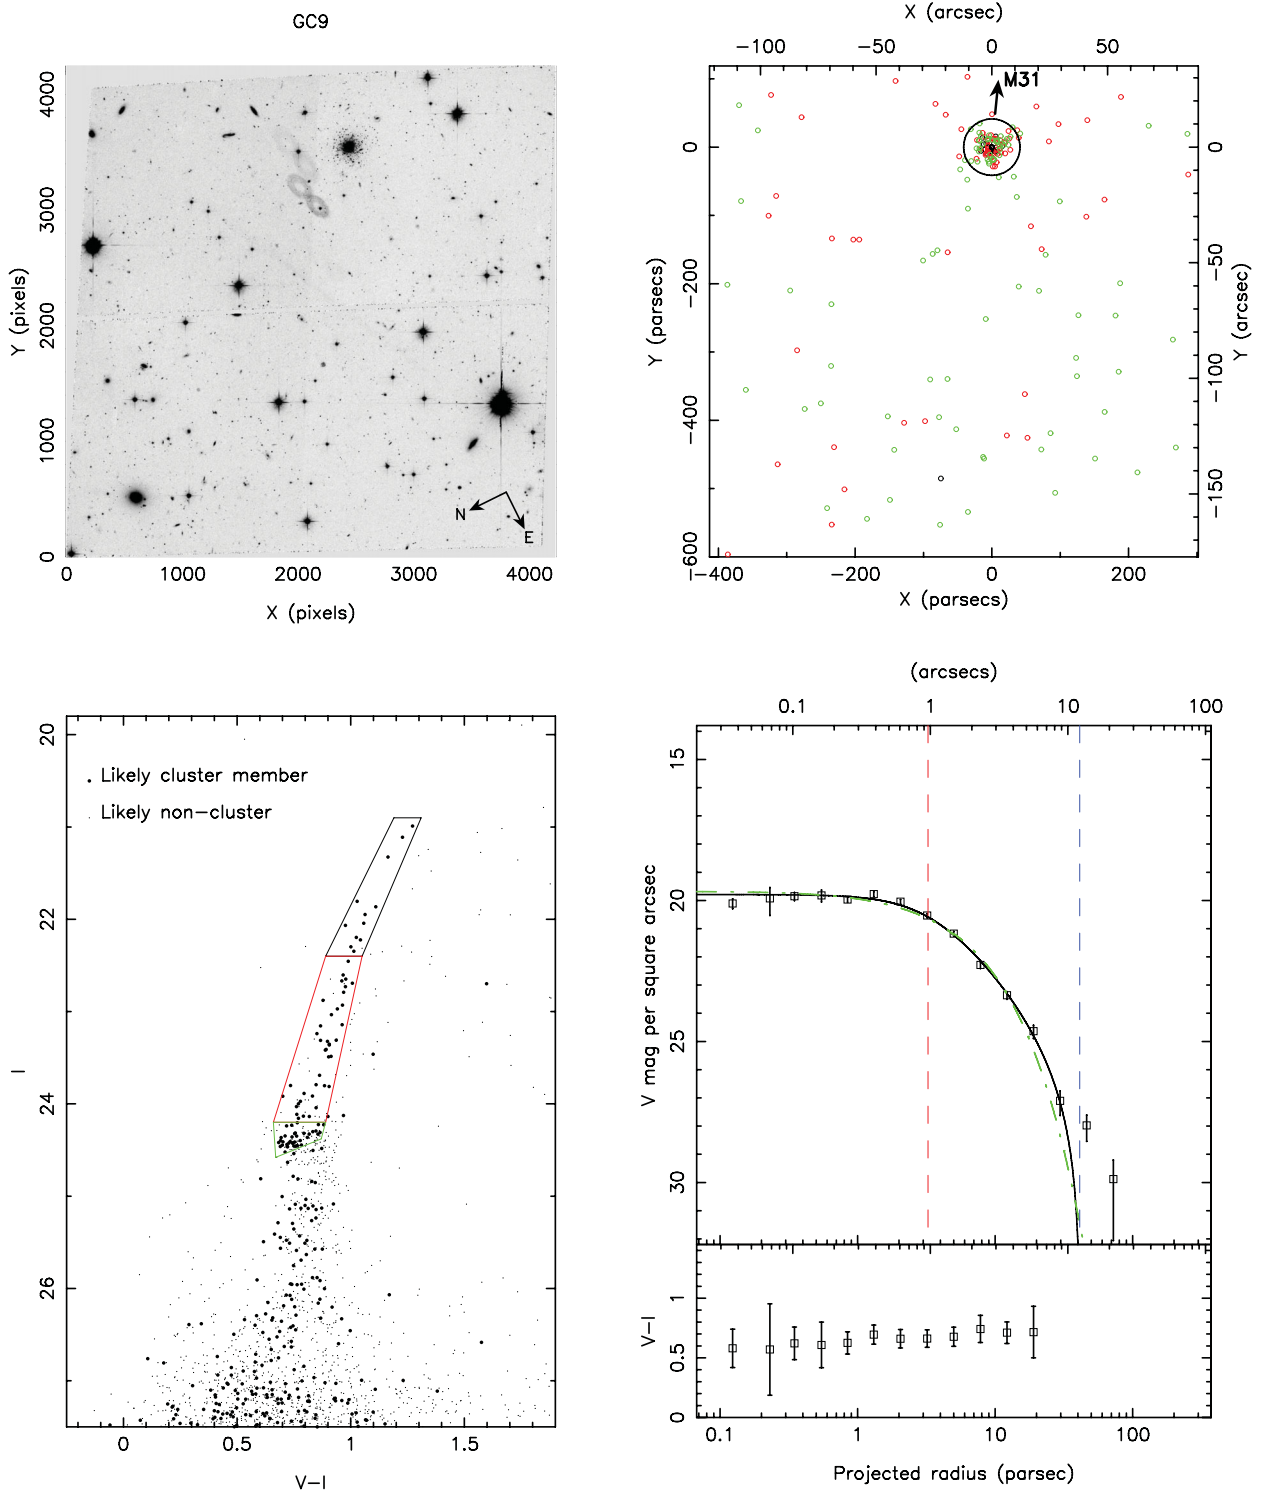 GC9
4000
3000
2000
1000
0
Y (pixels)
0 1000 2000 3000 4000
X (pixels)
N
E
X (arcsec)
−100 −50 0 50
M31
0
−200
−400
−600
Y (parsecs)
0
−50
−100
−150
Y (arcsec)
−400 −200 0 200
X (parsecs)
20
22
24
26
I
Likely cluster member
Likely non−cluster
0 0.5 1 1.5
V−I
(arcsecs)
0.1 1 10 100
15
20
25
30
V mag per square arcsec
1
0.5
0
V−I
0.1 1 10 100
Projected radius (parsec)